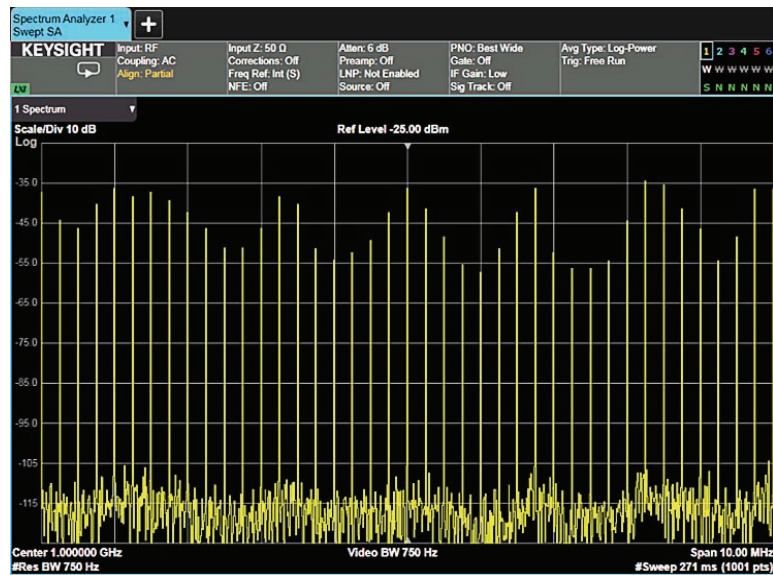 Spectrum Analyzer 1
Swept SA
+
KEYSIGHT Input: RF Input Z: 50 Ω Atten: 6 dB PNO: Best Wide Avg Type: Log-Power 1 2 3 4 5 6
Coupling: AC Corrections: Off Preamp: Off Gate: Off Trig: Free Run
Align: Partial Freq Ref: Int (S) LNP: Not Enabled IF Gain: Low W W W W W W
LXI NFE: Off Source: Off Sig Track: Off S N N N N N
1 Spectrum
Scale/Div 10 dB Ref Level -25.00 dBm
Log
-35.0
-45.0
-55.0
-65.0
-75.0
-85.0
-95.0
-105
-115
Center 1.000000 GHz Video BW 750 Hz Span 10.00 MHz
#Res BW 750 Hz #Sweep 271 ms (1001 pts)